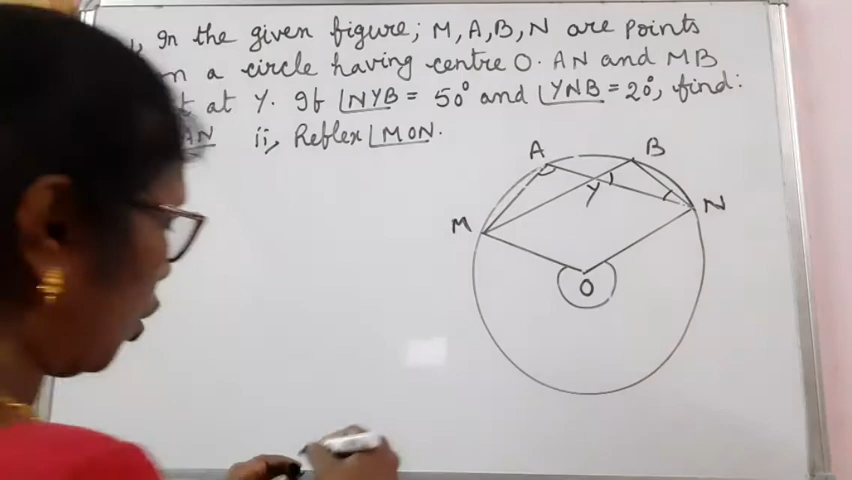 , In the given figure; M, A, B, N are points
n a circle having centre O. AN and MB
t at Y. If ∠NYB = 50° and ∠YNB = 20°, find:
AN ii, Reflex ∠MON.
A
B
Y
N
M
O